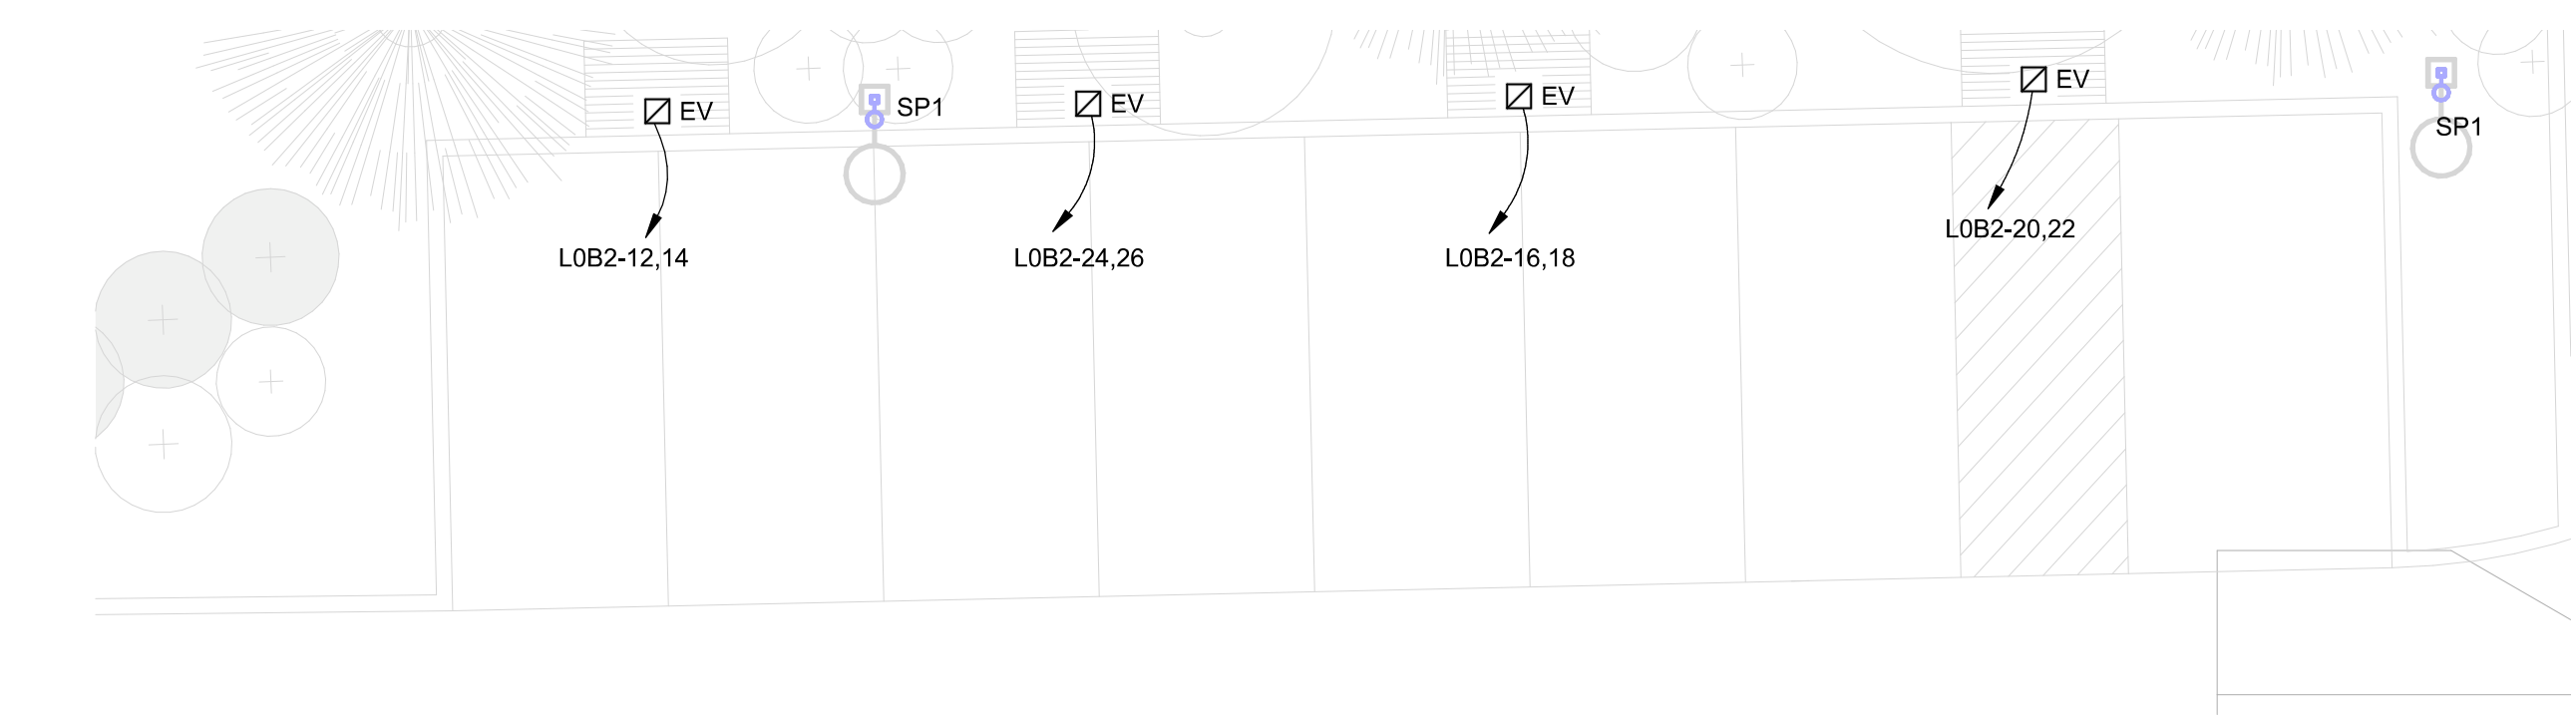 EV
SP1
EV
EV
EV
SP1
L0B2-12,14
L0B2-24,26
L0B2-16,18
L0B2-20,22